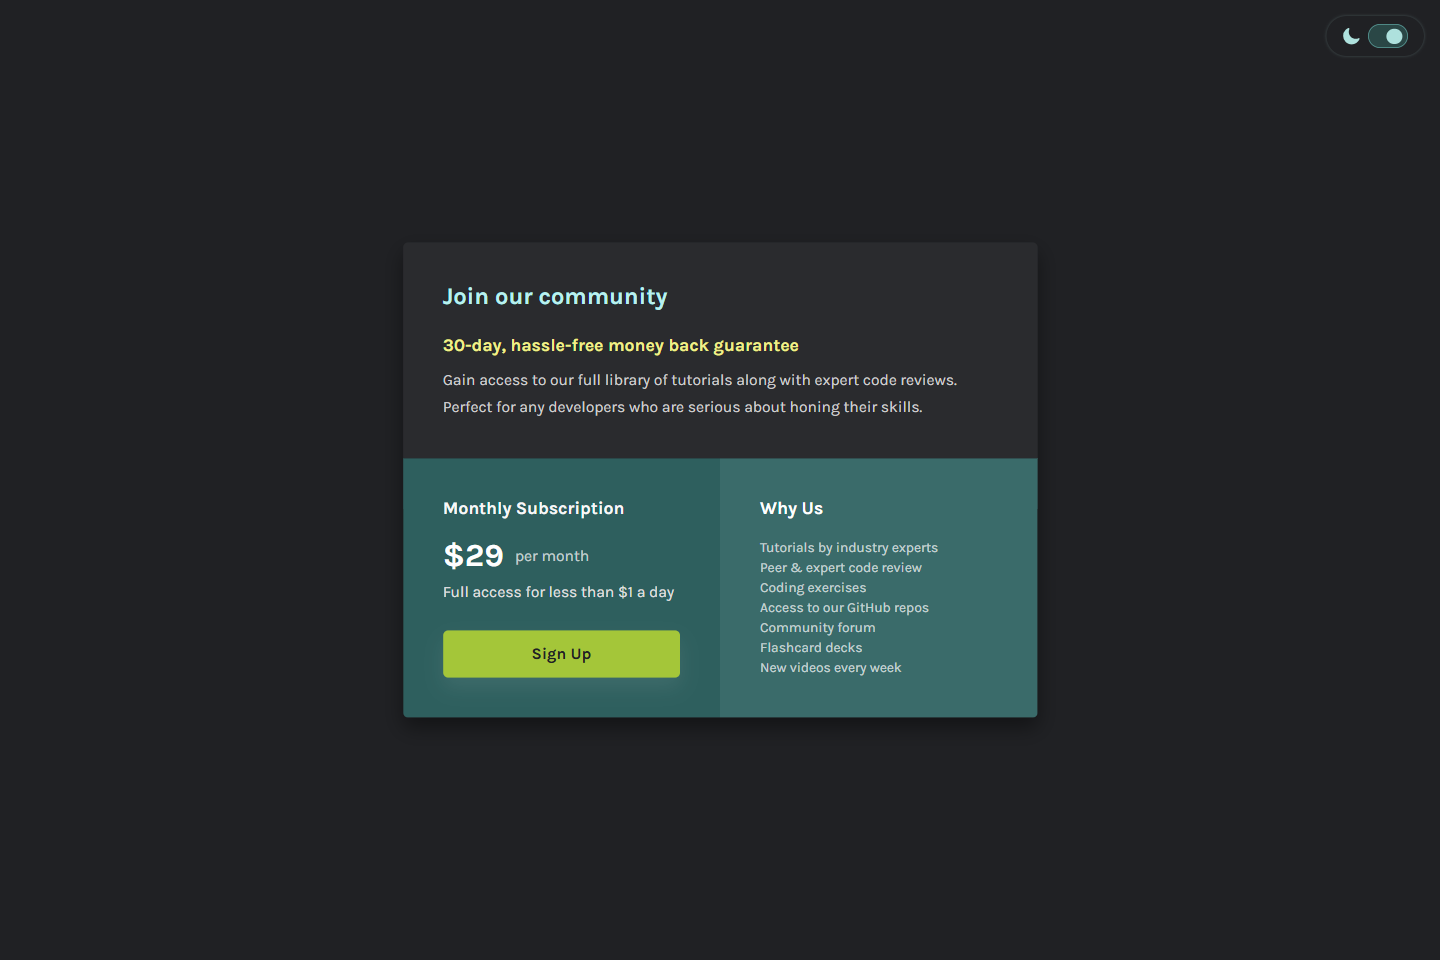 Join our community
30-day, hassle-free money back guarantee
Gain access to our full library of tutorials along with expert code reviews.
Perfect for any developers who are serious about honing their skills.
Monthly Subscription
$29 per month
Full access for less than $1 a day
Sign Up
Why Us
Tutorials by industry experts
Peer & expert code review
Coding exercises
Access to our GitHub repos
Community forum
Flashcard decks
New videos every week